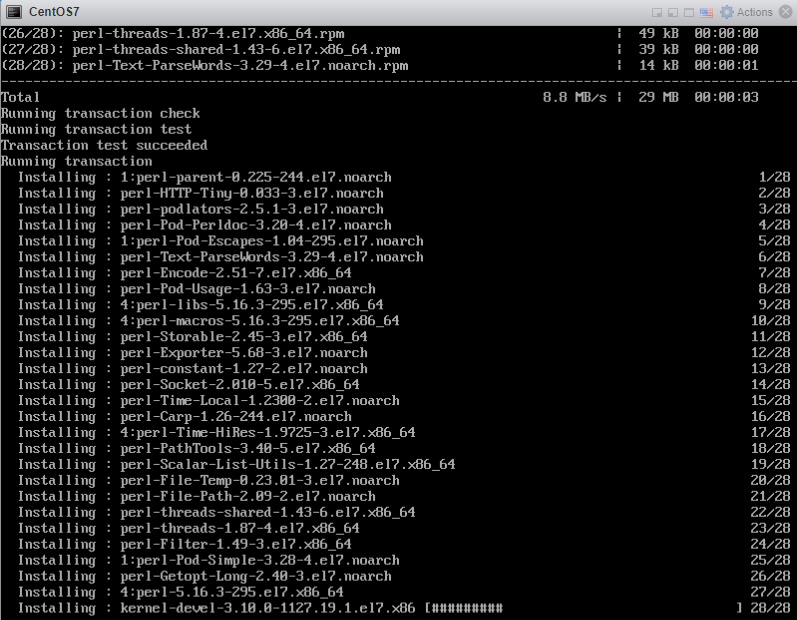 CentOS7 Actions
(26/28): perl-threads-1.87-4.el7.x86_64.rpm | 49 kB 00:00:00
(27/28): perl-threads-shared-1.43-6.el7.x86_64.rpm | 39 kB 00:00:00
(28/28): perl-Text-ParseWords-3.29-4.el7.noarch.rpm | 14 kB 00:00:01
--------------------------------------------------------------------------------
Total 8.8 MB/s | 29 MB 00:00:03
Running transaction check
Running transaction test
Transaction test succeeded
Running transaction
Installing : 1:perl-parent-0.225-244.el7.noarch 1/28
Installing : perl-HTTP-Tiny-0.033-3.el7.noarch 2/28
Installing : perl-podlators-2.5.1-3.el7.noarch 3/28
Installing : perl-Pod-Perldoc-3.20-4.el7.noarch 4/28
Installing : 1:perl-Pod-Escapes-1.04-295.el7.noarch 5/28
Installing : perl-Text-ParseWords-3.29-4.el7.noarch 6/28
Installing : perl-Encode-2.51-7.el7.x86_64 7/28
Installing : perl-Pod-Usage-1.63-3.el7.noarch 8/28
Installing : 4:perl-libs-5.16.3-295.el7.x86_64 9/28
Installing : 4:perl-macros-5.16.3-295.el7.x86_64 10/28
Installing : perl-Storable-2.45-3.el7.x86_64 11/28
Installing : perl-Exporter-5.68-3.el7.noarch 12/28
Installing : perl-constant-1.27-2.el7.noarch 13/28
Installing : perl-Socket-2.010-5.el7.x86_64 14/28
Installing : perl-Time-Local-1.2300-2.el7.noarch 15/28
Installing : perl-Carp-1.26-244.el7.noarch 16/28
Installing : 4:perl-Time-HiRes-1.9725-3.el7.x86_64 17/28
Installing : perl-PathTools-3.40-5.el7.x86_64 18/28
Installing : perl-Scalar-List-Utils-1.27-248.el7.x86_64 19/28
Installing : perl-File-Temp-0.23.01-3.el7.noarch 20/28
Installing : perl-File-Path-2.09-2.el7.noarch 21/28
Installing : perl-threads-shared-1.43-6.el7.x86_64 22/28
Installing : perl-threads-1.87-4.el7.x86_64 23/28
Installing : perl-Filter-1.49-3.el7.x86_64 24/28
Installing : 1:perl-Pod-Simple-3.28-4.el7.noarch 25/28
Installing : perl-Getopt-Long-2.40-3.el7.noarch 26/28
Installing : 4:perl-5.16.3-295.el7.x86_64 27/28
Installing : kernel-devel-3.10.0-1127.19.1.el7.x86 [######### ] 28/28